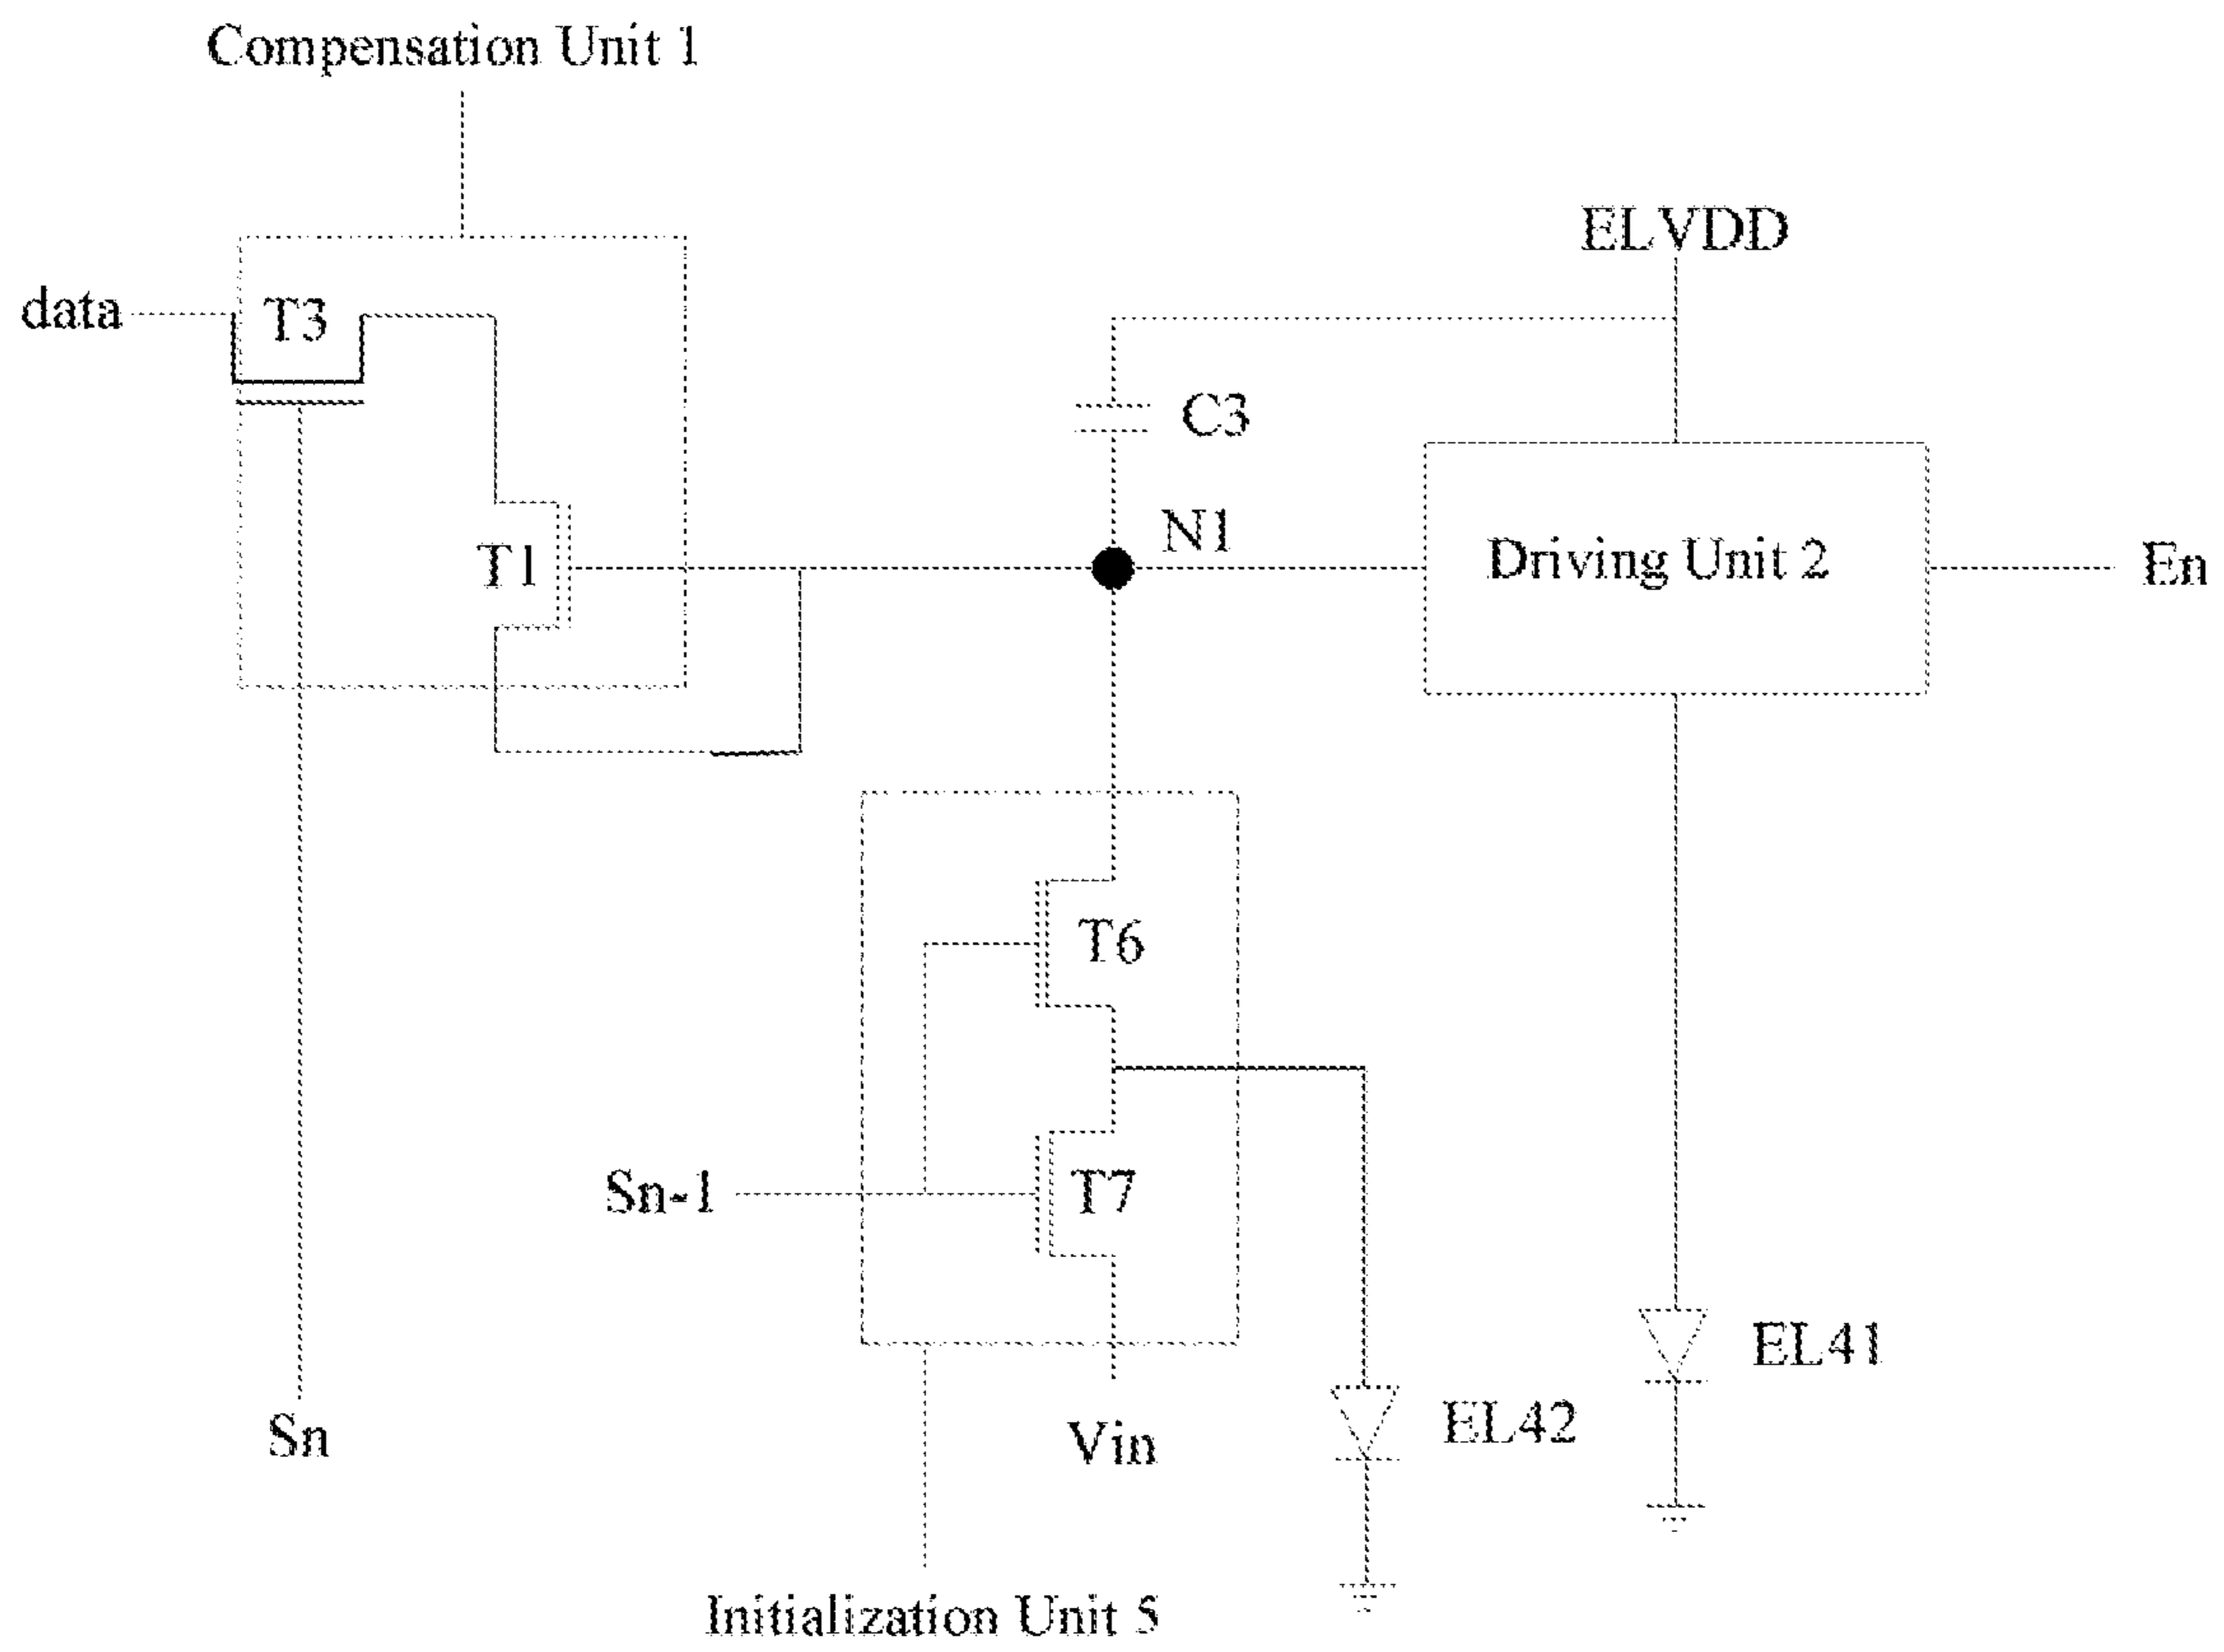 Compensation Unit 1
ELVDD
data
T3
C3
N1
T1
Driving Unit 2
En
T6
Sn-1
T7
EL41
Sn
Vin
EL42
Initialization Unit 5